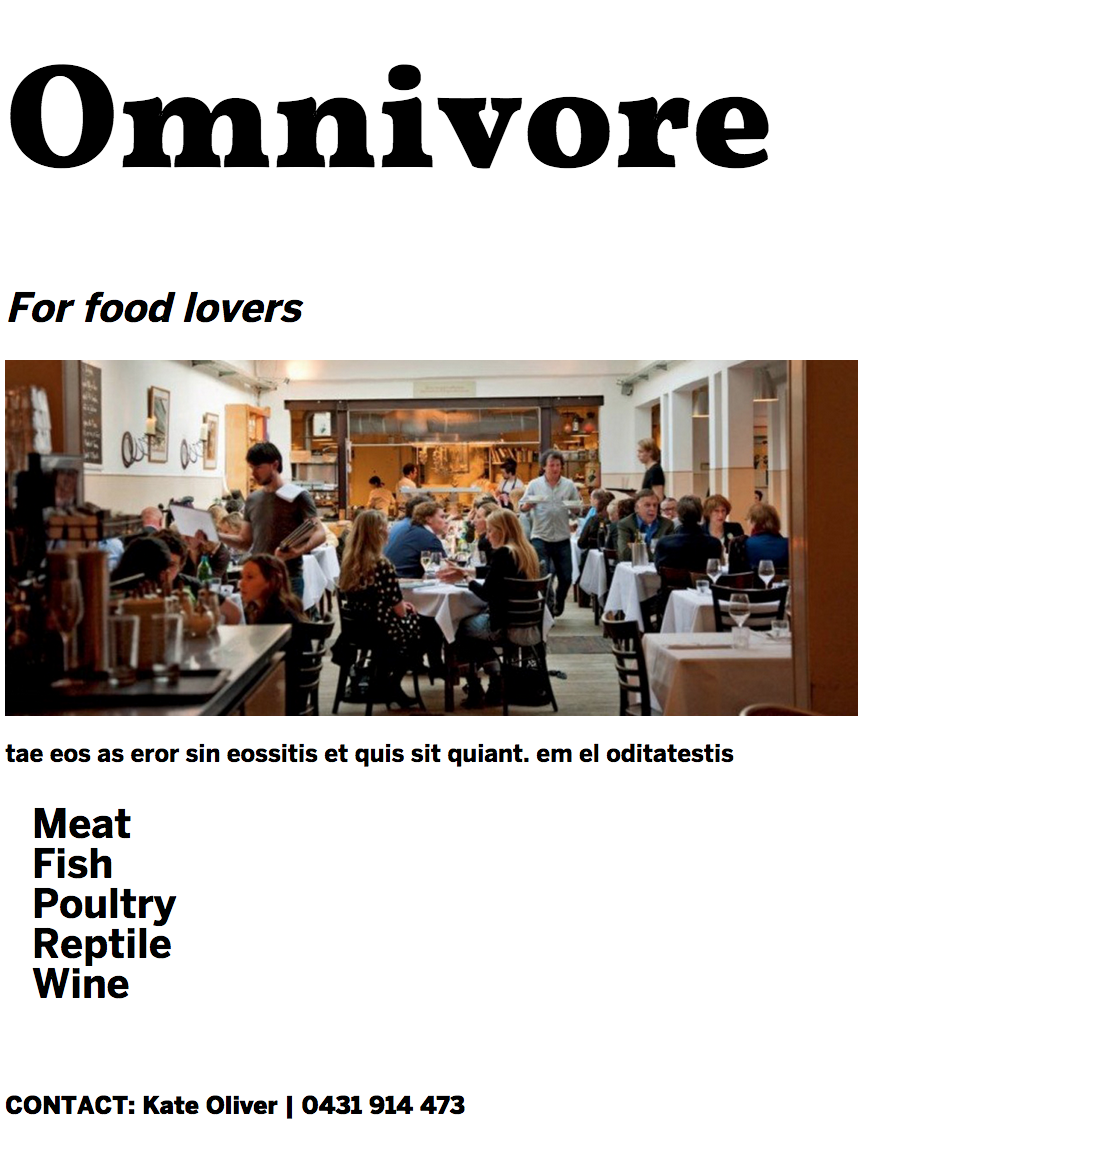 Omnivore
For food lovers
tae eos as eror sin eossitis et quis sit quiant. em el oditatestis
Meat
Fish
Poultry
Reptile
Wine
CONTACT: Kate Oliver | 0431 914 473